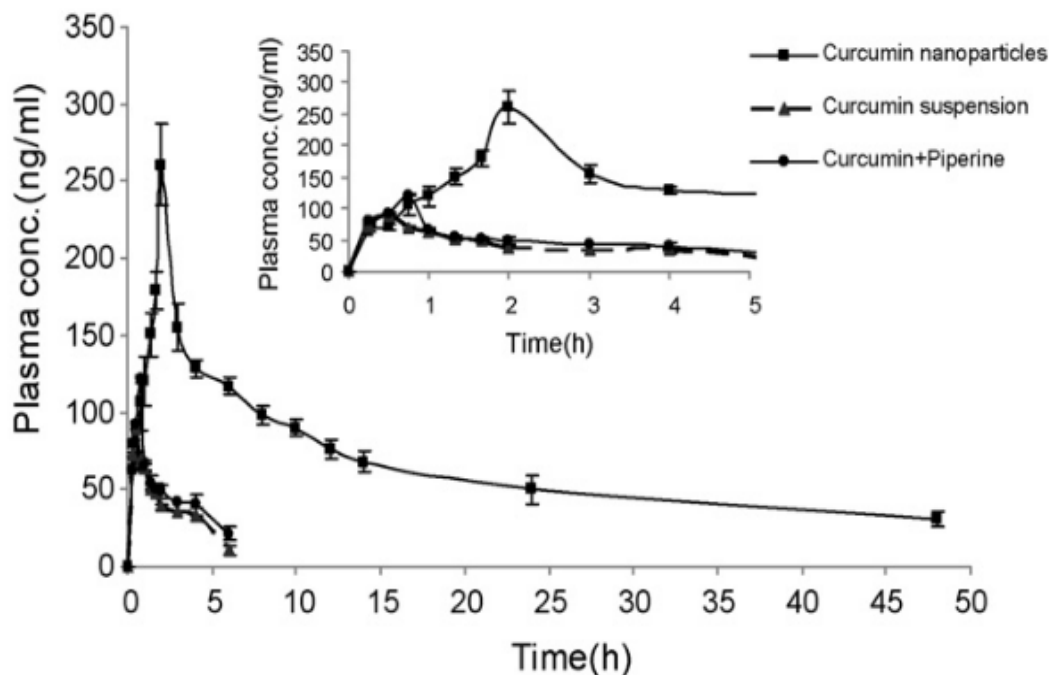 Plasma conc.(ng/ml)
350
300
250
200
150
100
50
0
0 5 10 15 20 25 30 35 40 45 50
Time(h)
Plasma conc.(ng/ml)
350
300
250
200
150
100
50
0
0 1 2 3 4 5
Time(h)
Curcumin nanoparticles
Curcumin suspension
Curcumin+Piperine